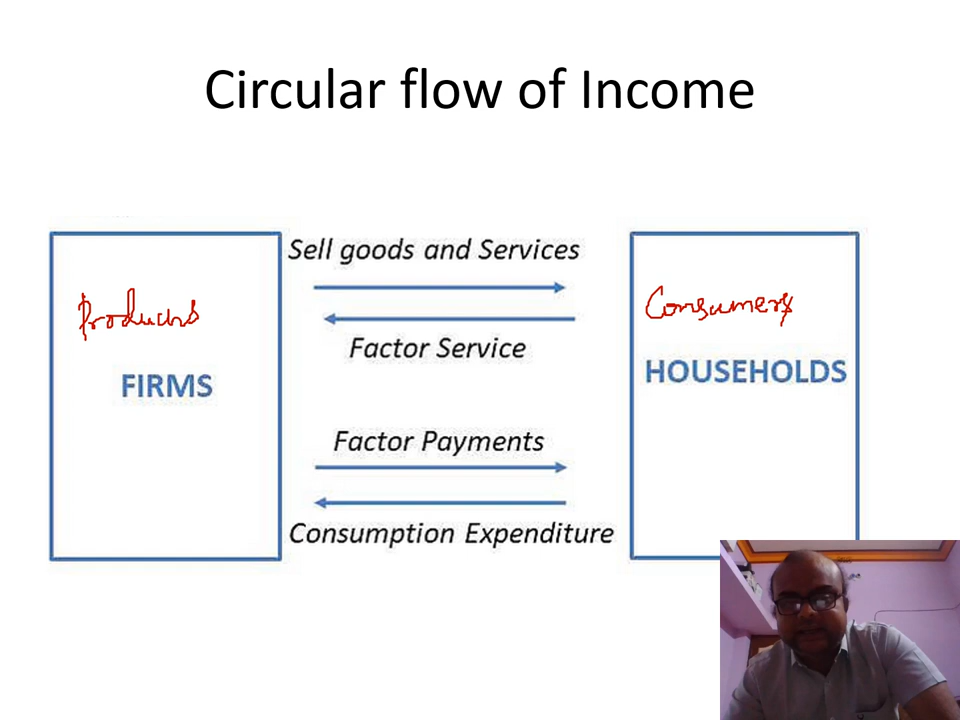 Circular flow of Income
Sell goods and Services
Producers
Consumers
Factor Service
FIRMS
HOUSEHOLDS
Factor Payments
Consumption Expenditure